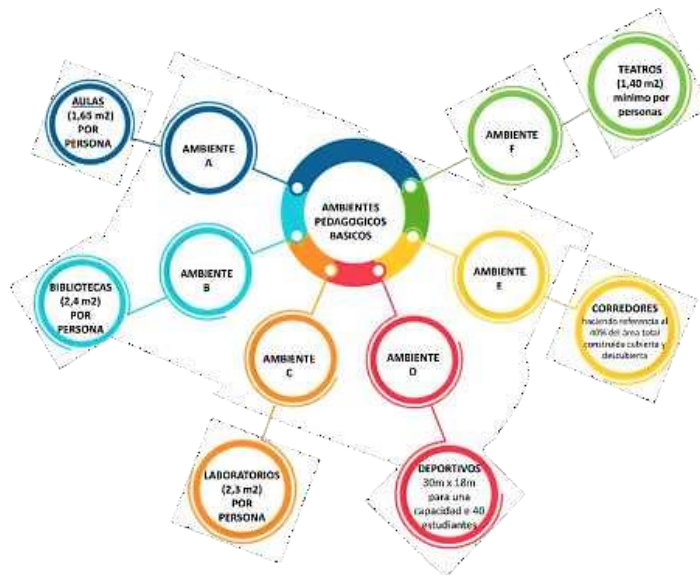 AMBIENTES
PEDAGOGICOS
BASICOS
AMBIENTE
A
AULAS
(1,65 m2)
POR
PERSONA
AMBIENTE
B
BIBLIOTECAS
(2,4 m2)
POR
PERSONA
AMBIENTE
C
LABORATORIOS
(2,3 m2)
POR
PERSONA
AMBIENTE
D
DEPORTIVOS
30m x 18m
para una
capacidad e 40
estudiantes
AMBIENTE
E
CORREDORES
haciendo referencia al
40% del área total
construida cubierta y
descubierta
AMBIENTE
F
TEATROS
(1,40 m2)
minimo por
personas